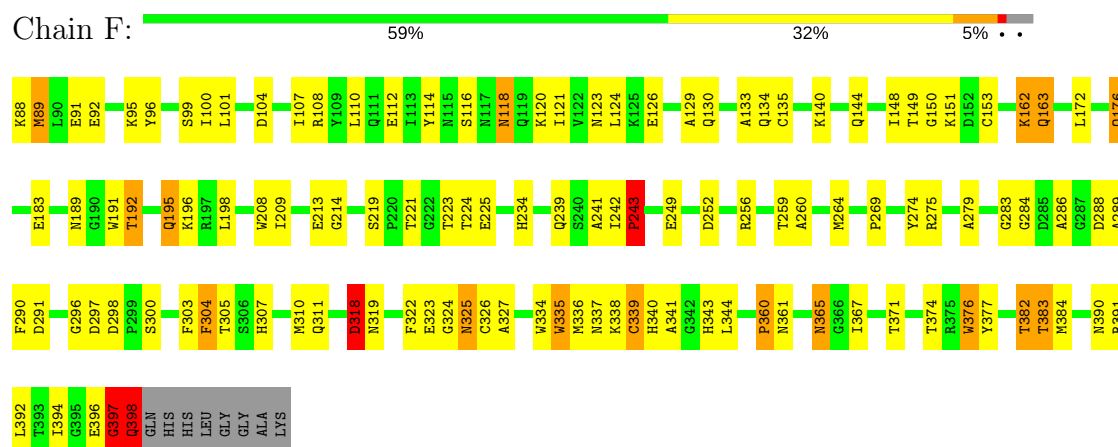 Chain F:
59% 32% 5% • •
K88 M89 L90 E91 E92 K95 Y96 S99 I100 L101 D104 I107 R108 Y109 L110 Q111 E112 I113 Y114 N115 S116 N117 N118 Q119 K120 I121 V122 N123 L124 K125 E126 A129 Q130 A133 Q134 C135 K140 Q144 I148 T149 G150 K151 D152 C153 K162 Q163 L172 Q176
E183 N189 G190 W191 T192 Q195 K196 R197 L198 W208 I209 E213 G214 S219 P220 T221 G222 T223 T224 E225 H234 Q239 S240 A241 I242 P243 E249 D252 R256 T259 A260 M264 P269 Y274 R275 A279 G283 G284 D285 A286 G287 D288 A289
F290 D291 G296 D297 D298 P299 S300 F303 F304 T305 S306 H307 M310 Q311 D318 N319 F322 E323 G324 N325 C326 A327 W334 W335 M336 N337 K338 C339 H340 A341 G342 H343 L344 P360 N361 N365 G366 I367 T371 T374 R375 W376 Y377 T382 T383 M384 N390 P391
L392 T393 I394 G395 E396 G397 Q398 GLN HIS HIS LEU GLY GLY ALA LYS